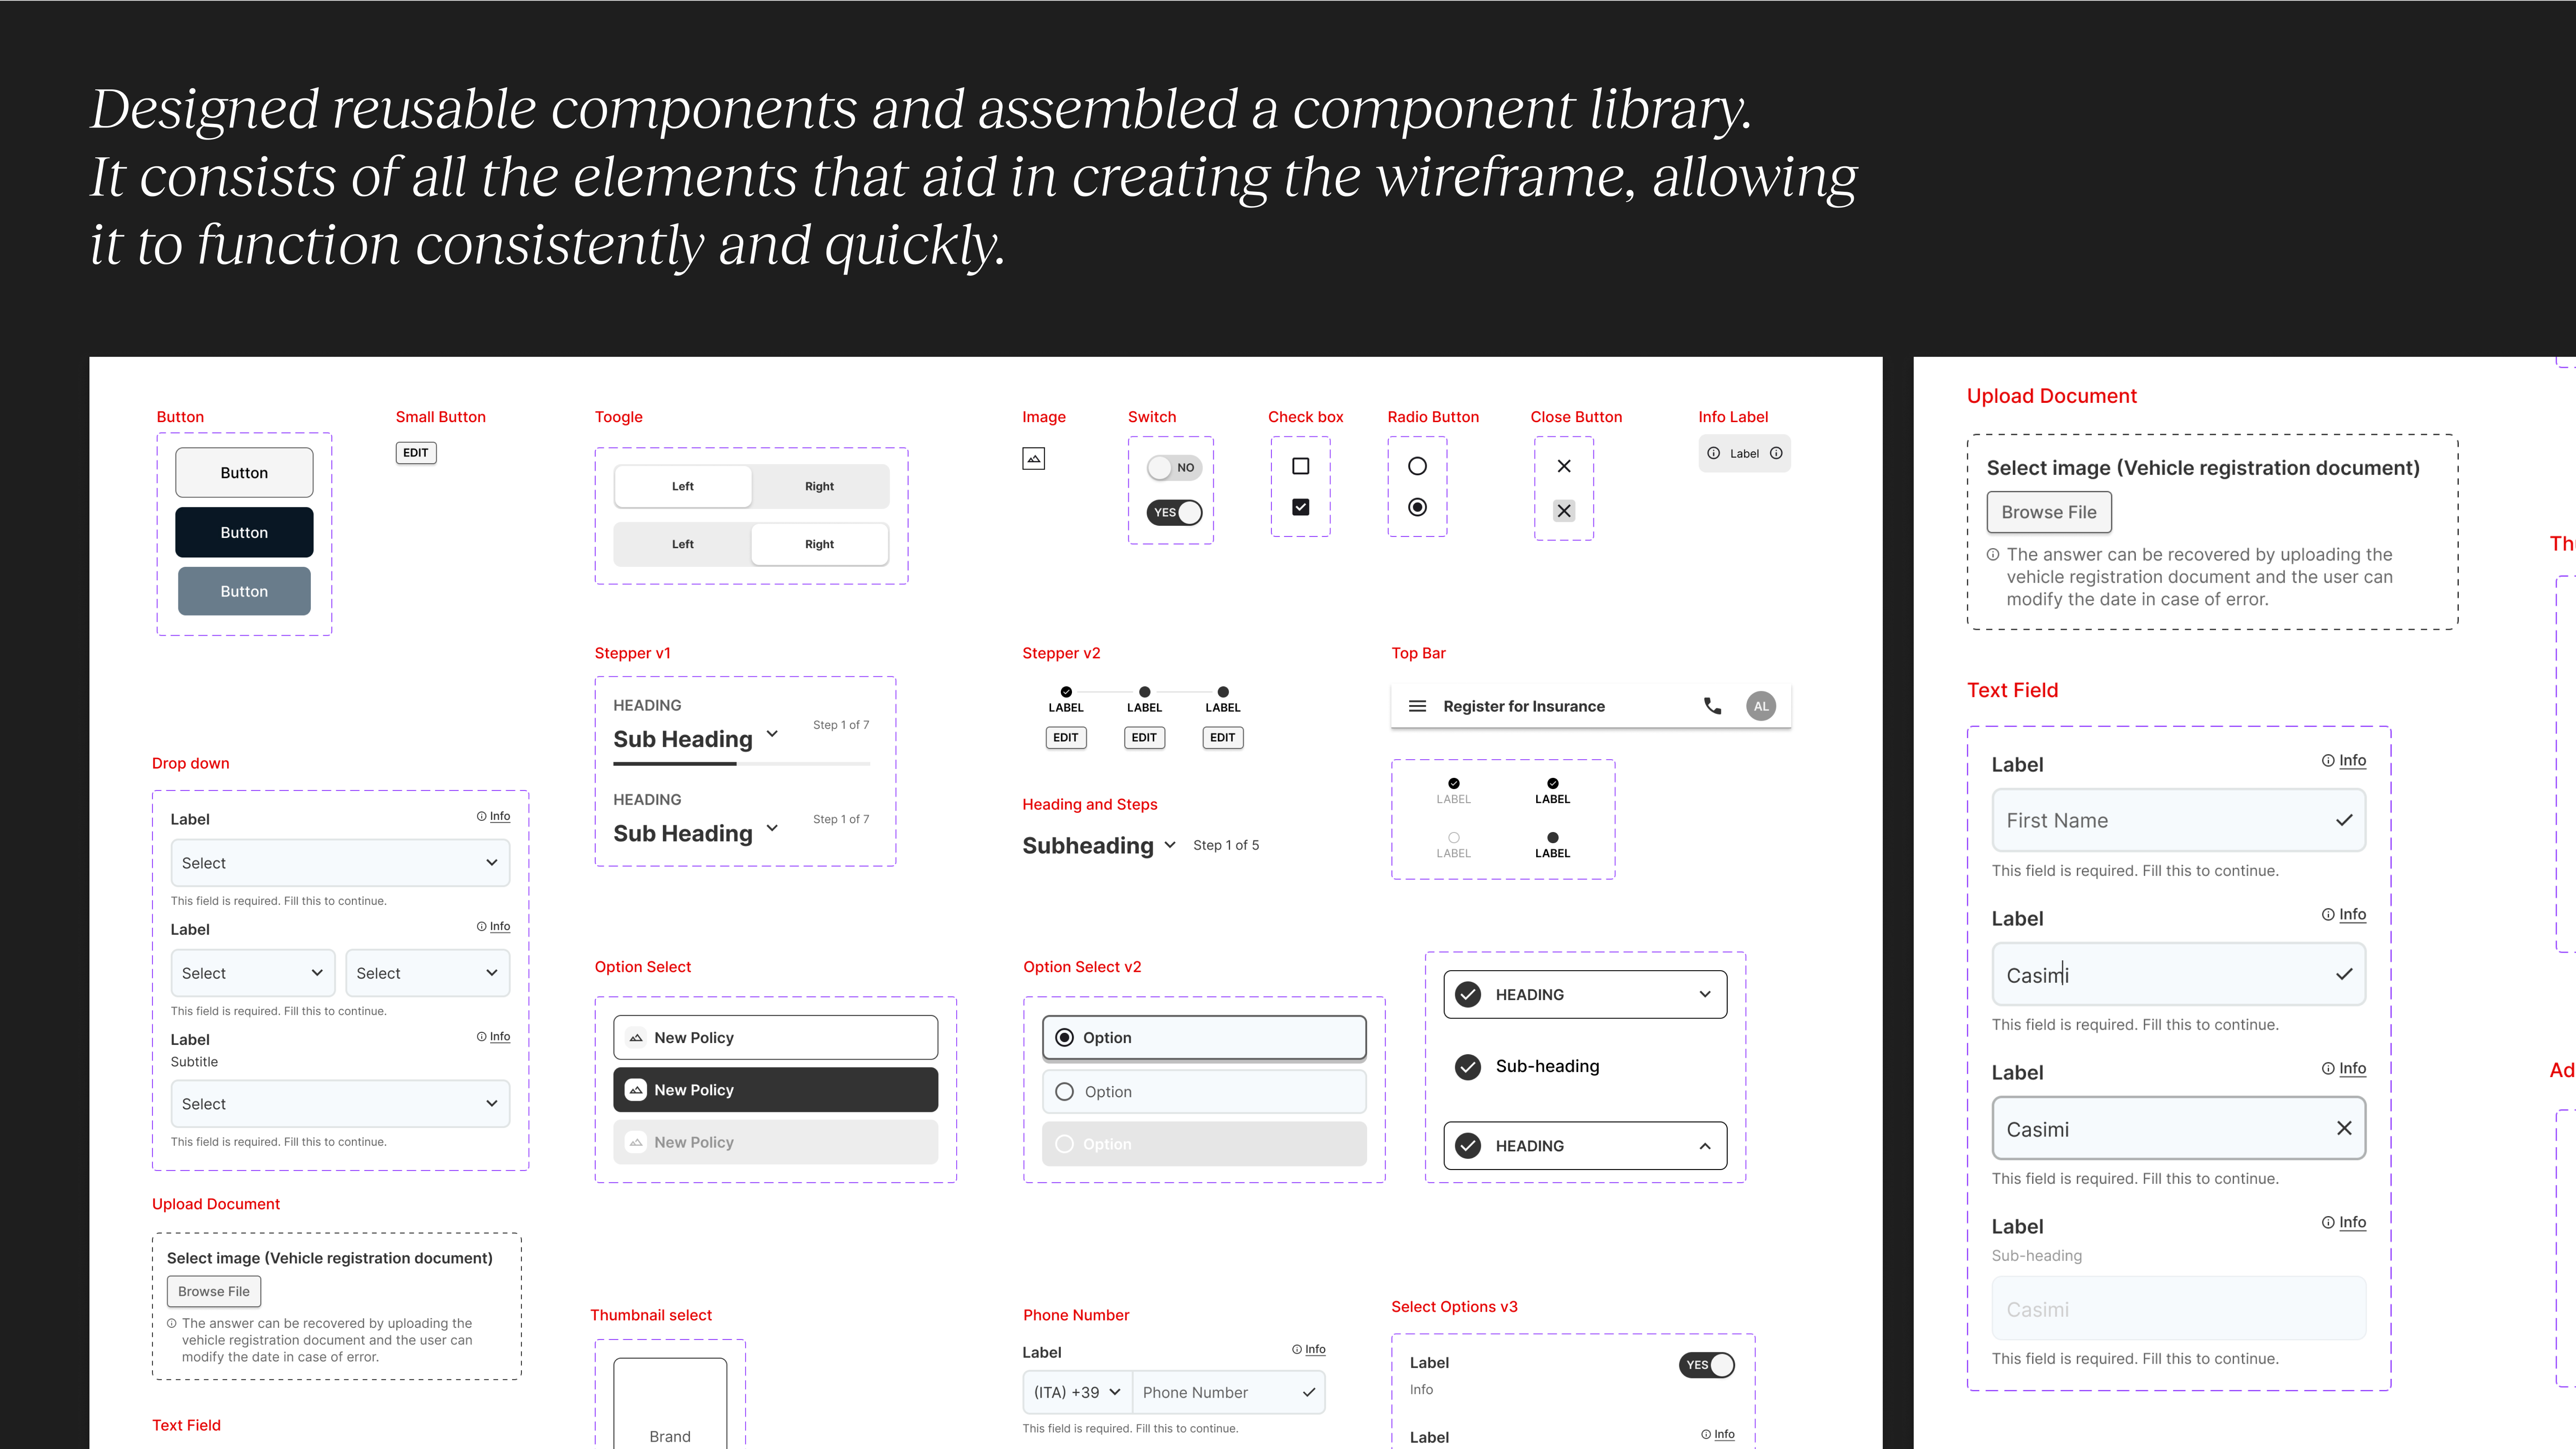 Designed reusable components and assembled a component library.
It consists of all the elements that aid in creating the wireframe, allowing
it to function consistently and quickly.
Button
Button
Button
Button
Small Button
EDIT
Toogle
Left Right
Left Right
Image
Switch
NO
YES
Check box
Radio Button
Close Button
Info Label
Label
Stepper v1
HEADING
Sub Heading
Step 1 of 7
HEADING
Sub Heading
Step 1 of 7
Stepper v2
LABEL LABEL LABEL
EDIT EDIT EDIT
Heading and Steps
Subheading Step 1 of 5
Top Bar
Register for Insurance AL
LABEL LABEL
LABEL LABEL
Drop down
Label Info
Select
This field is required. Fill this to continue.
Label Info
Select Select
This field is required. Fill this to continue.
Label Info
Subtitle
Select
This field is required. Fill this to continue.
Option Select
New Policy
New Policy
New Policy
Option Select v2
Option
Option
Option
HEADING
Sub-heading
HEADING
Upload Document
Select image (Vehicle registration document)
Browse File
The answer can be recovered by uploading the
vehicle registration document and the user can
modify the date in case of error.
Text Field
Thumbnail select
Brand
Phone Number
Label Info
(ITA) +39 Phone Number
This field is required. Fill this to continue.
Select Options v3
Label YES
Info
Label Info
Upload Document
Select image (Vehicle registration document)
Browse File
The answer can be recovered by uploading the
vehicle registration document and the user can
modify the date in case of error.
Text Field
Label Info
First Name
This field is required. Fill this to continue.
Label Info
Casimi
This field is required. Fill this to continue.
Label Info
Casimi
This field is required. Fill this to continue.
Label Info
Sub-heading
Casimi
This field is required. Fill this to continue.